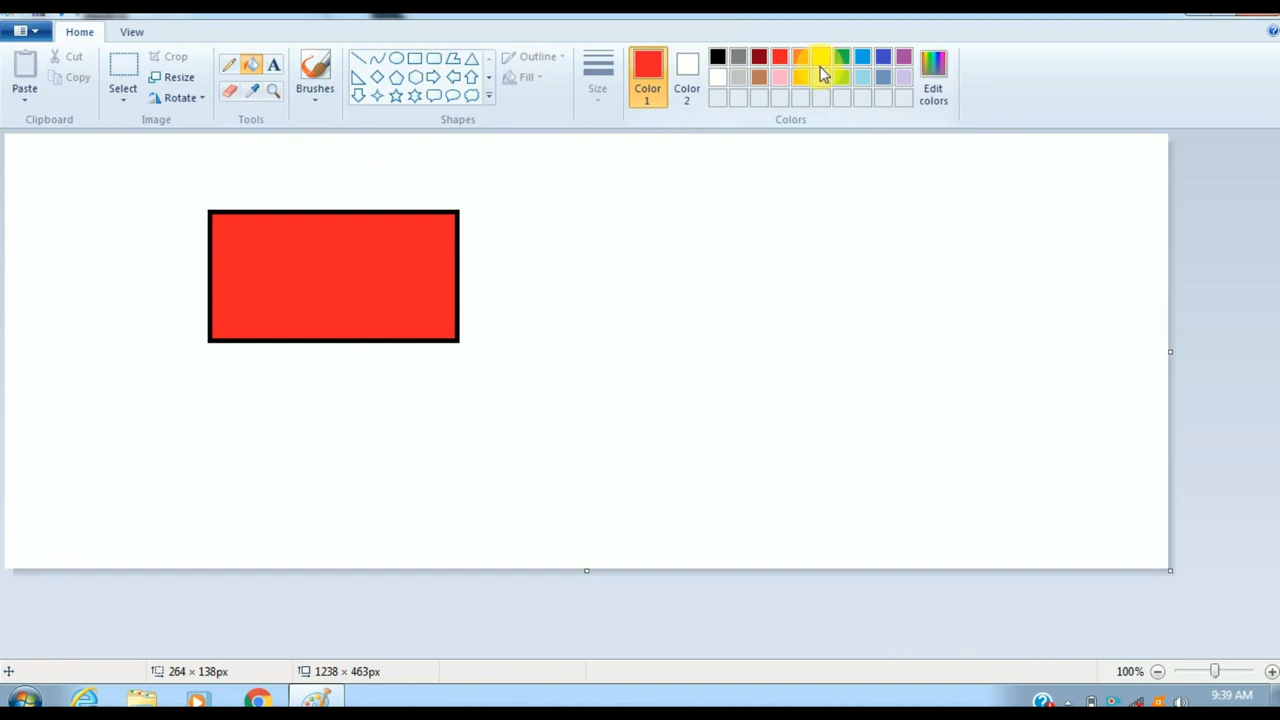 Home View
Paste
Cut
Copy
Clipboard
Select
Crop
Resize
Rotate
Image
A
Tools
Brushes
Outline
Fill
Shapes
Size
Color
1
Color
2
Edit
colors
Colors
264 × 138px 1238 × 463px 100%
9:39 AM